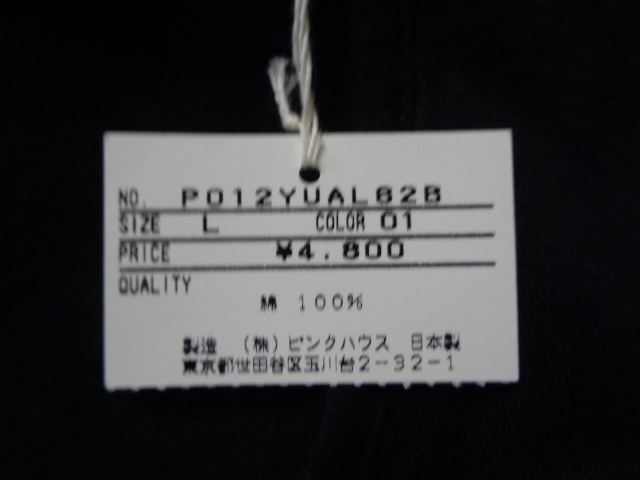 NO. P012YUAL82B
SIZE L COLOR 01
PRICE ¥4.800
QUALITY
綿 100%
製造 (株)ピンクハウス 日本製
東京都世田谷区玉川台2-32-1